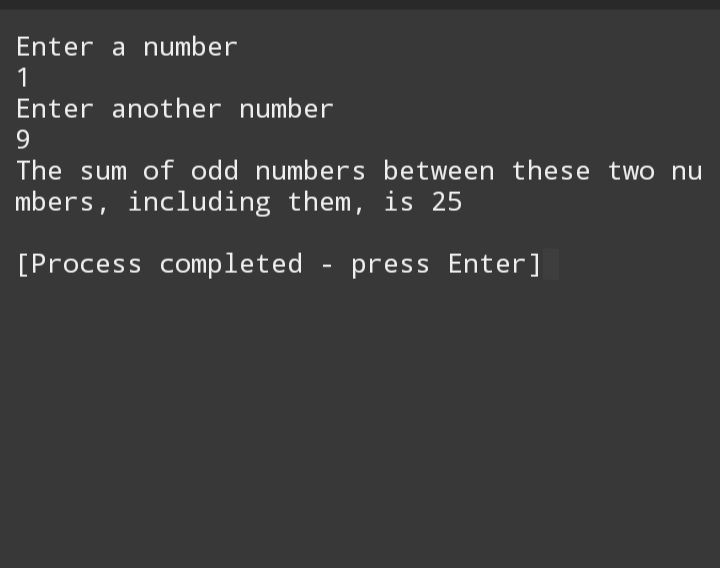 Enter a number
1
Enter another number
9
The sum of odd numbers between these two nu
mbers, including them, is 25
[Process completed - press Enter]